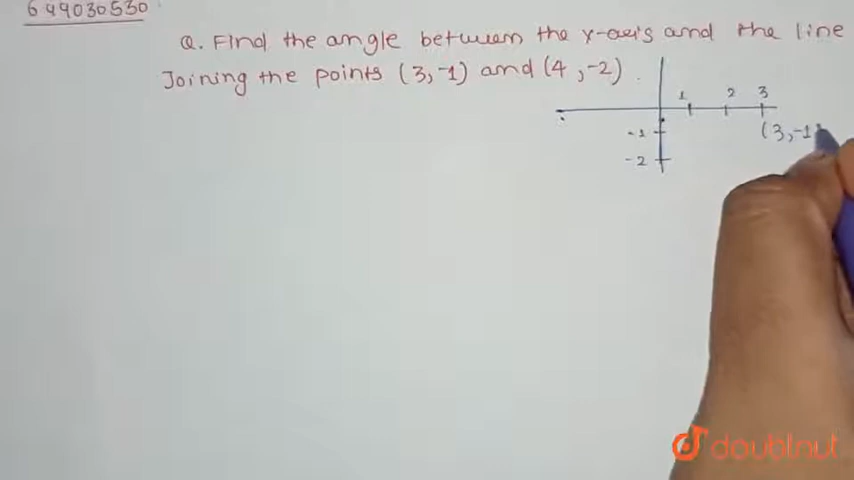 649030530
Q. Find the angle between the x-axis and the line
Joining the points (3,-1) and (4,-2).
1 2 3
-1 (3,-1)
-2
doubtnut